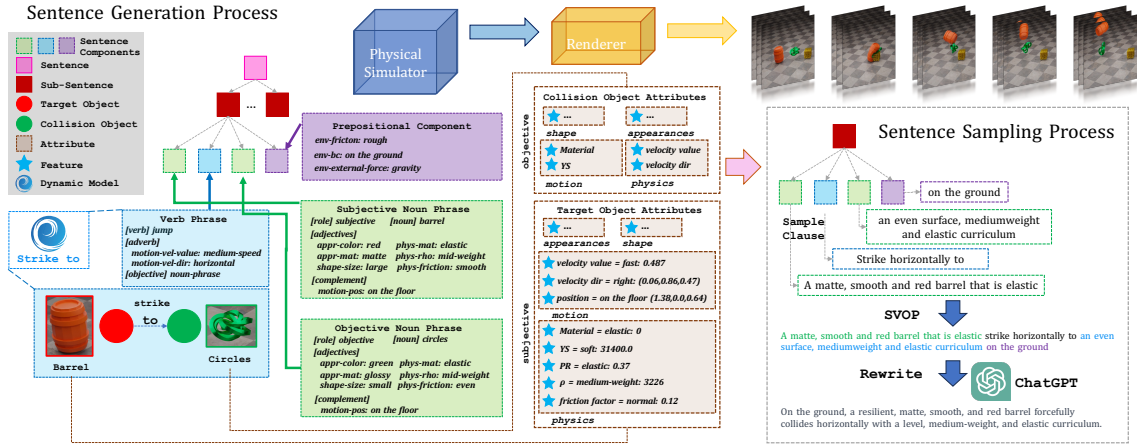 Sentence Generation Process
Sentence
Components
Sentence
Sub-Sentence
Target Object
Collision Object
Attribute
Feature
Dynamic Model
...
Prepositional Component
env-fricton: rough
env-bc: on the ground
env-external-force: gravity
Strike to
Verb Phrase
[verb] jump
[adverb]
motion-vel-value: medium-speed
motion-vel-dir: horizontal
[objective] noun-phrase
strike
to
Barrel
Circles
Subjective Noun Phrase
[role] subjective [noun] barrel
[adjectives]
appr-color: red phys-mat: elastic
appr-mat: matte phys-rho: mid-weight
shape-size: large phys-friction: smooth
[complement]
motion-pos: on the floor
Objective Noun Phrase
[role] objective [noun] circles
[adjectives]
appr-color: green phys-mat: elastic
appr-mat: glossy phys-rho: mid-weight
shape-size: small phys-friction: even
[complement]
motion-pos: on the floor
Physical
Simulator
Renderer
objective
Collision Object Attributes
... ...
shape appearances
Material velocity value
YS velocity dir
motion physics
subjective
Target Object Attributes
... ...
appearances shape
velocity value = fast: 0.487
velocity dir = right: (0.06,0.86,0.47)
position = on the floor (1.38,0.0,0.64)
motion
Material = elastic: 0
YS = soft: 31400.0
PR = elastic: 0.37
ρ = medium-weight: 3226
friction factor = normal: 0.12
physics
Sentence Sampling Process
on the ground
Sample
Clause
an even surface, mediumweight
and elastic curriculum
Strike horizontally to
A matte, smooth and red barrel that is elastic
SVOP
A matte, smooth and red barrel that is elastic strike horizontally to an even
surface, mediumweight and elastic curriculum on the ground
Rewrite
ChatGPT
On the ground, a resilient, matte, smooth, and red barrel forcefully
collides horizontally with a level, medium-weight, and elastic curriculum.